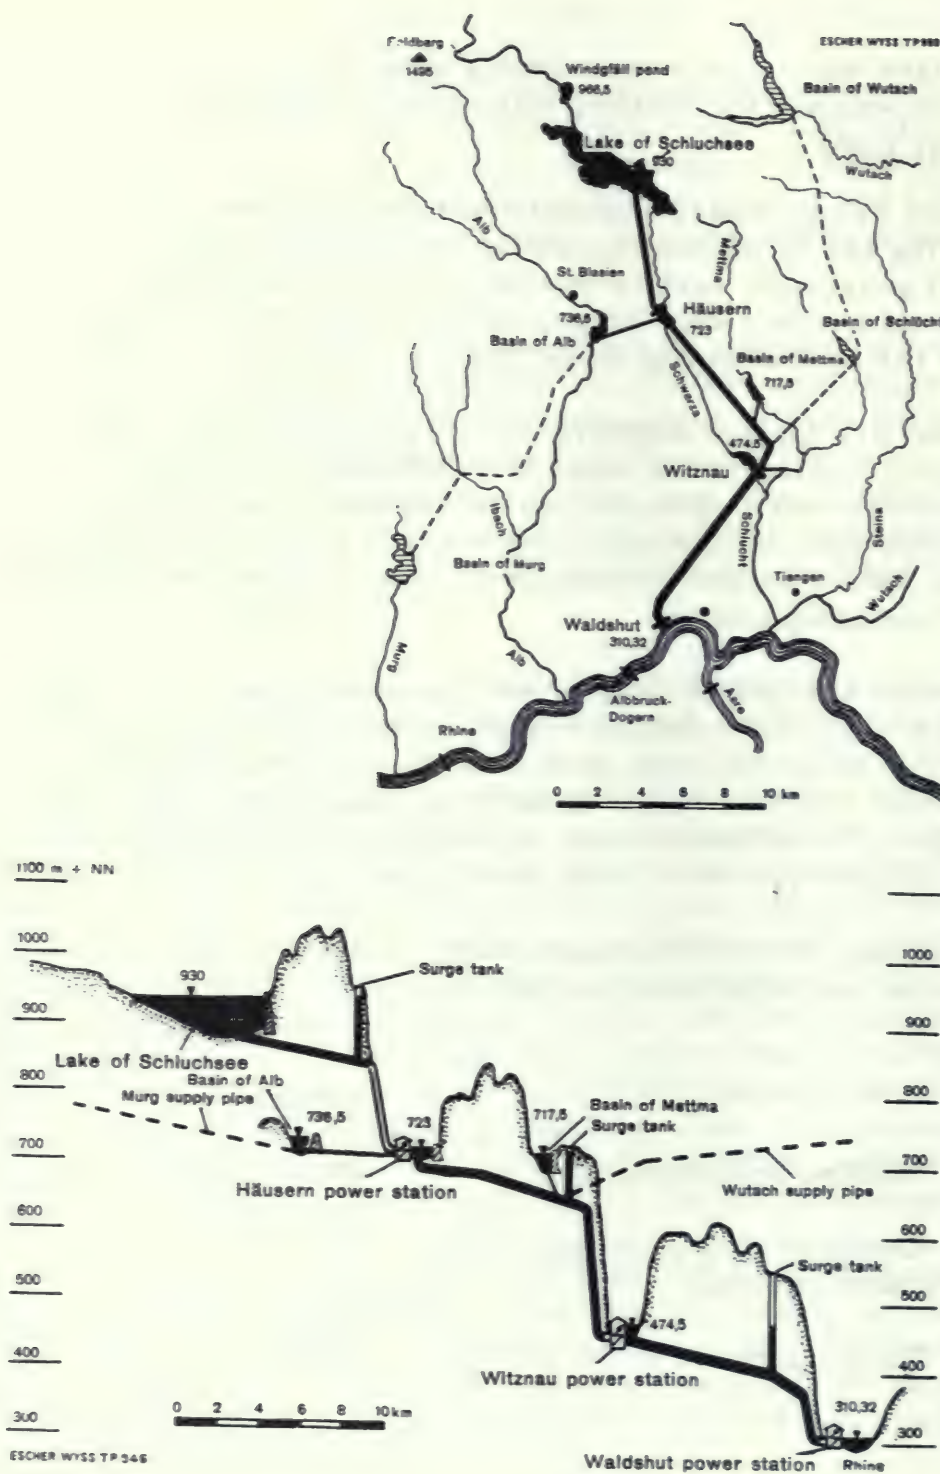 Feldberg
1495
ESCHER WYSS TP 989
Windgfäll pond
966,5
Basin of Wutach
Lake of Schluchsee
930
Wutach
Alb
Mettma
St. Blasien
736,5
Häusern
723
Basin of Alb
Basin of Schlücht
Basin of Mettma
717,5
Schwarza
474,5
Witznau
Ibach
Schlucht
Steina
Basin of Murg
Tiengen
Wutach
Waldshut
310,32
Murg
Alb
Albbruck-
Dogern
Aare
Rhine
0 2 4 6 8 10 km
1100 m + NN
1000
1000
Surge tank
930
900
900
Lake of Schluchsee
800
Basin of Alb
800
Murg supply pipe
736,5
723
717,5
Basin of Mettma
Surge tank
700
700
Häusern power station
Wutach supply pipe
600
600
Surge tank
500
500
474,5
400
400
Witznau power station
310,32
0 2 4 6 8 10 km
300
300
ESCHER WYSS TP 946
Waldshut power station
Rhine